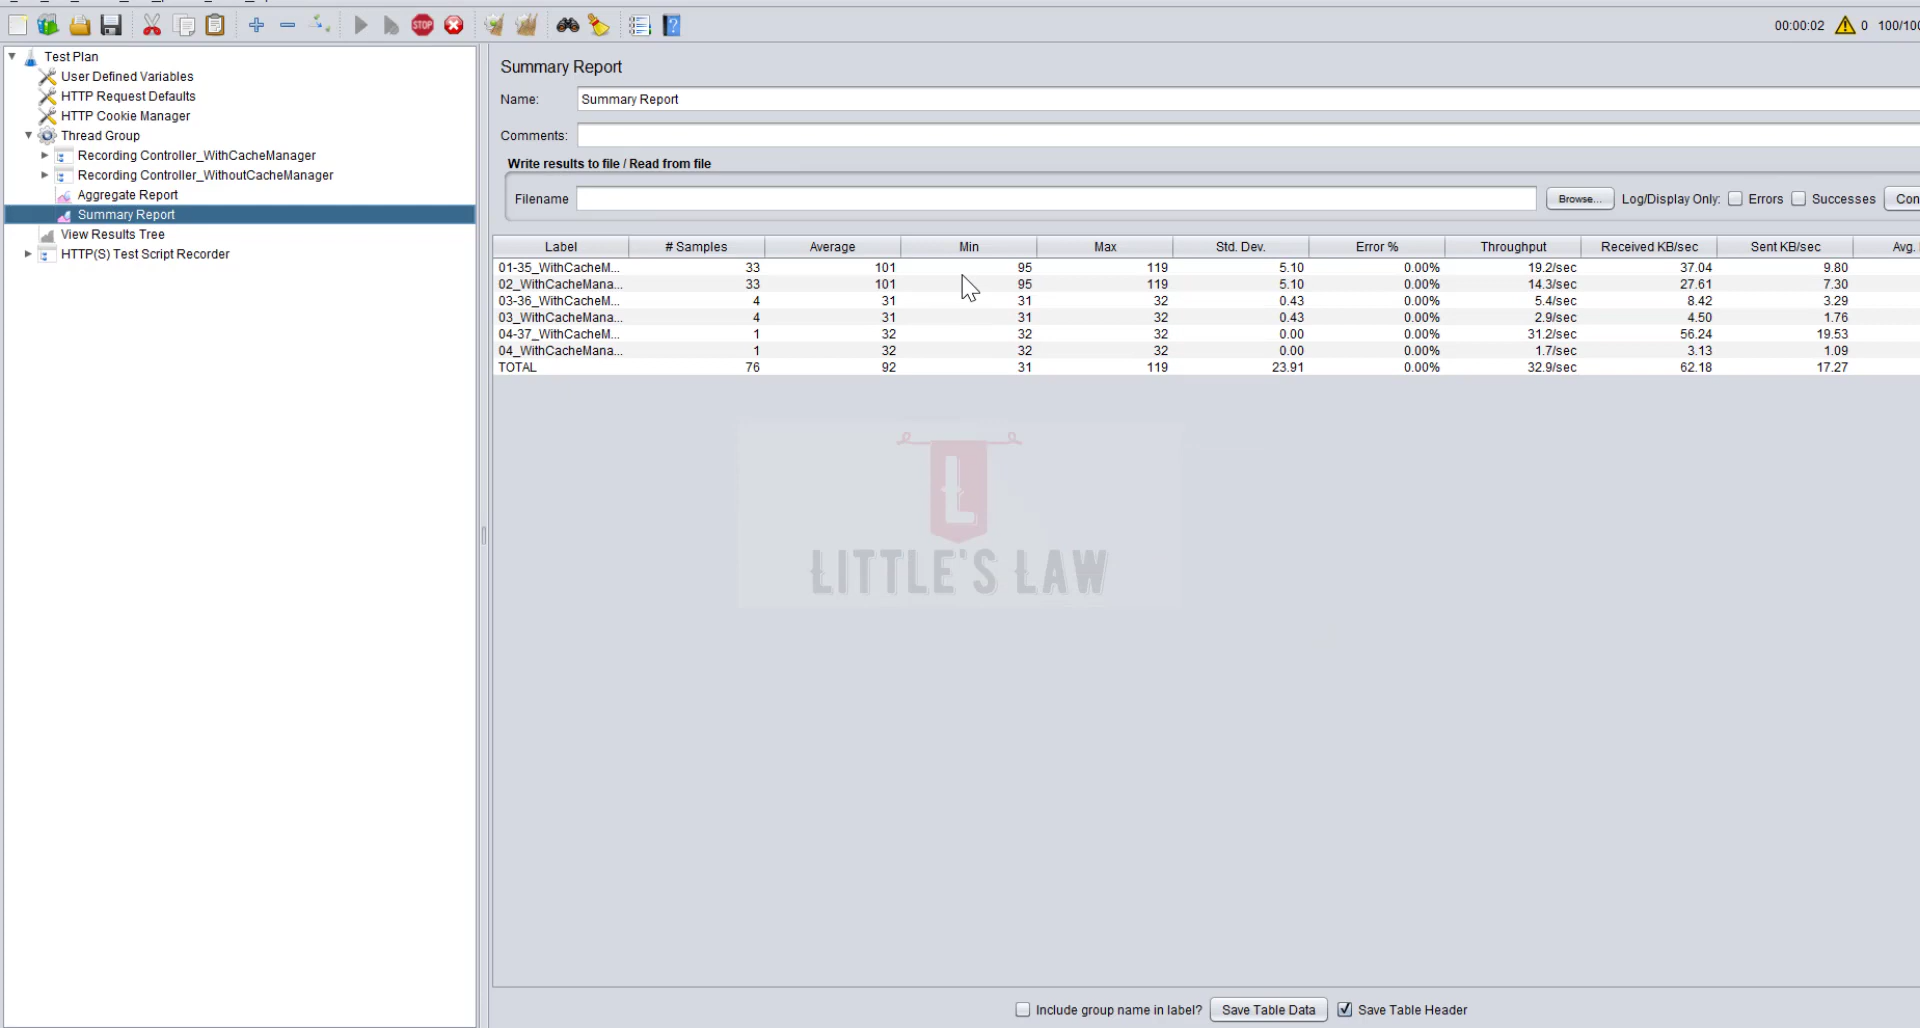 STOP
?
00:00:02 0 100/100
Test Plan
User Defined Variables
HTTP Request Defaults
HTTP Cookie Manager
Thread Group
Recording Controller_WithCacheManager
Recording Controller_WithoutCacheManager
Aggregate Report
Summary Report
View Results Tree
HTTP(S) Test Script Recorder
Summary Report
Name: Summary Report
Comments:
Write results to file / Read from file
Filename Browse... Log/Display Only: Errors Successes Con
Label # Samples Average Min Max Std. Dev. Error % Throughput Received KB/sec Sent KB/sec Avg.
01-35_WithCacheM... 33 101 95 119 5.10 0.00% 19.2/sec 37.04 9.80
02_WithCacheMana... 33 101 95 119 5.10 0.00% 14.3/sec 27.61 7.30
03-36_WithCacheM... 4 31 31 32 0.43 0.00% 5.4/sec 8.42 3.29
03_WithCacheMana... 4 31 31 32 0.43 0.00% 2.9/sec 4.50 1.76
04-37_WithCacheM... 1 32 32 32 0.00 0.00% 31.2/sec 56.24 19.53
04_WithCacheMana... 1 32 32 32 0.00 0.00% 1.7/sec 3.13 1.09
TOTAL 76 92 31 119 23.91 0.00% 32.9/sec 62.18 17.27
L
LITTLE'S LAW
Include group name in label? Save Table Data Save Table Header